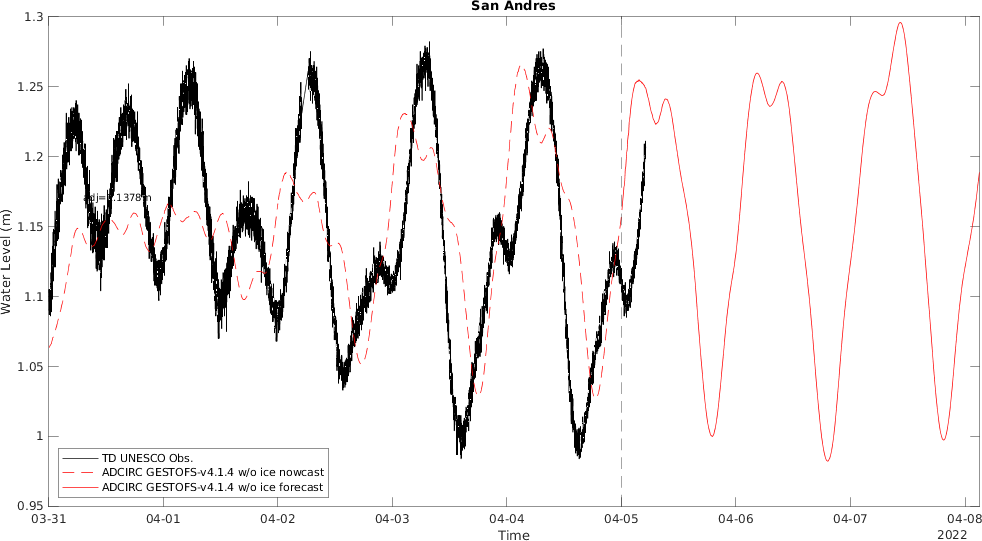 San Andres
1.3
1.25
1.2
1.15
1.1
1.05
1
0.95
Water Level (m)
TD UNESCO Obs.
ADCIRC GESTOFS-v4.1.4 w/o ice nowcast
ADCIRC GESTOFS-v4.1.4 w/o ice forecast
03-31 04-01 04-02 04-03 04-04 04-05 04-06 04-07 04-08
Time
2022